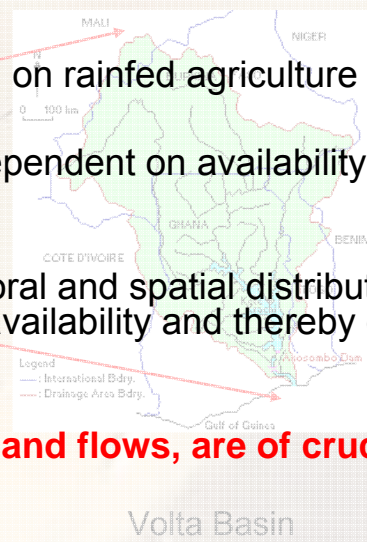 MALI
NIGER
N
on rainfed agriculture
0 100 km
pendent on availability
GHANA
BENIN
COTE D'IVOIRE
oral and spatial distribut
availability and thereby
Legend
: International Bdry.
: Drainage Area Bdry.
Akosombo Dam
Gulf of Guinea
and flows, are of cruc
Volta Basin